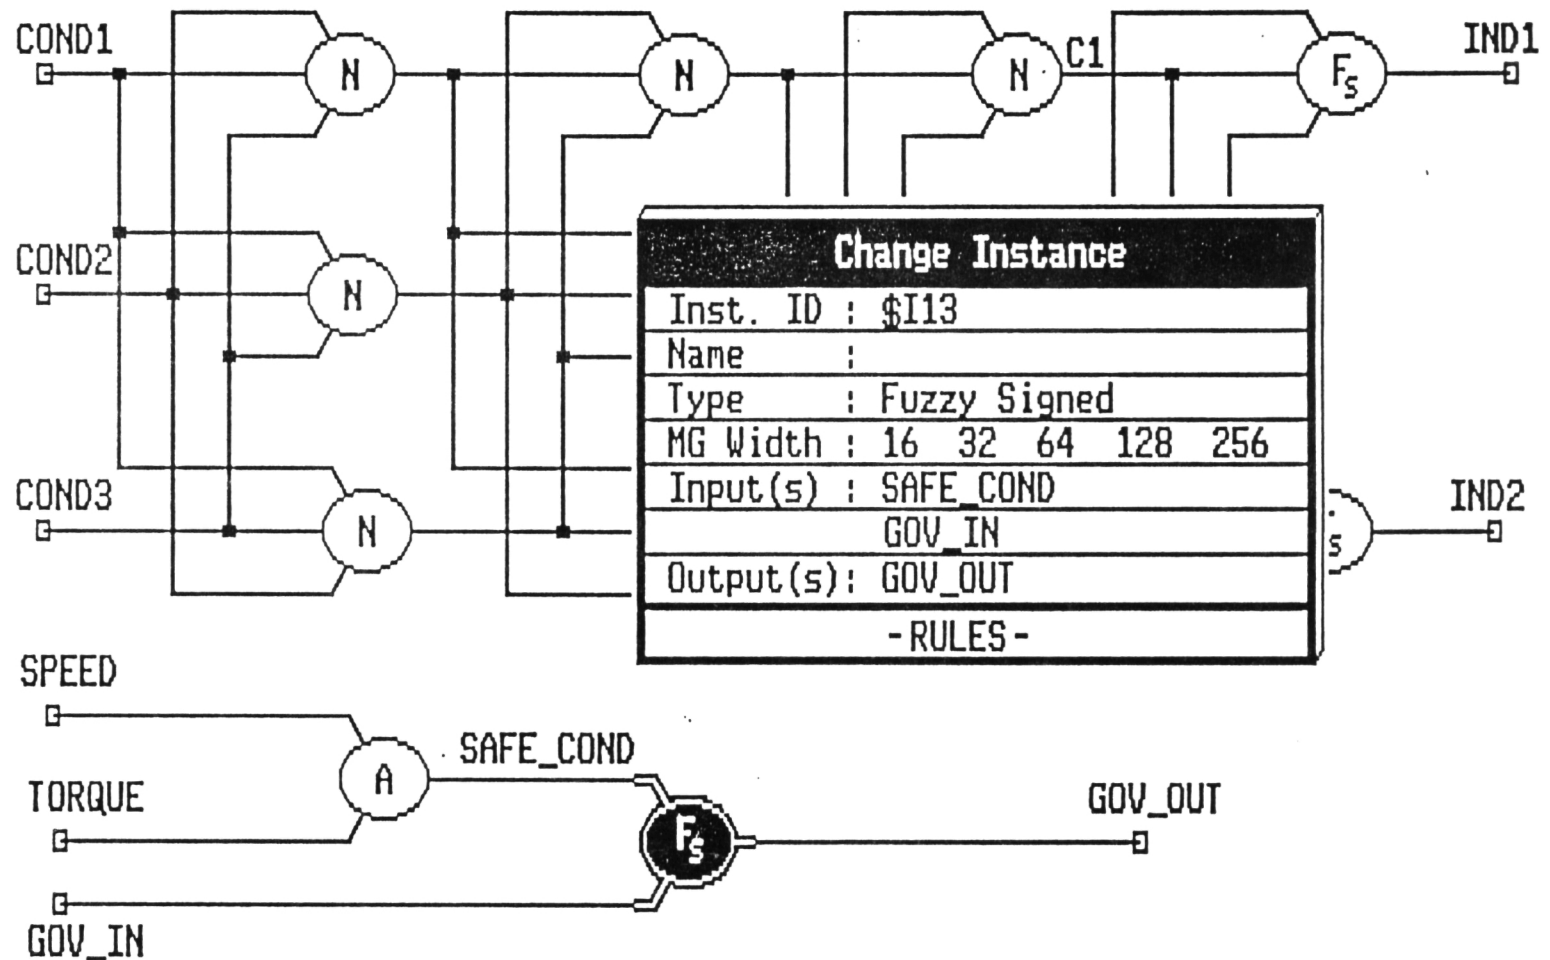 COND1
N
N
N
C1
Fs
IND1
COND2
N
Change Instance
Inst. ID : $I13
Name :
Type : Fuzzy Signed
MG Width : 16 32 64 128 256
Input(s) : SAFE_COND
GOV_IN
Output(s): GOV_OUT
-RULES-
COND3
N
s
IND2
SPEED
A
SAFE_COND
TORQUE
Fs
GOV_OUT
GOV_IN